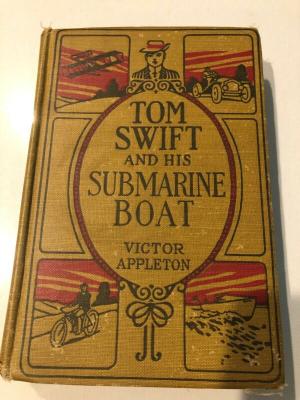 TOM
SWIFT
AND HIS
SUBMARINE
BOAT
VICTOR
APPLETON